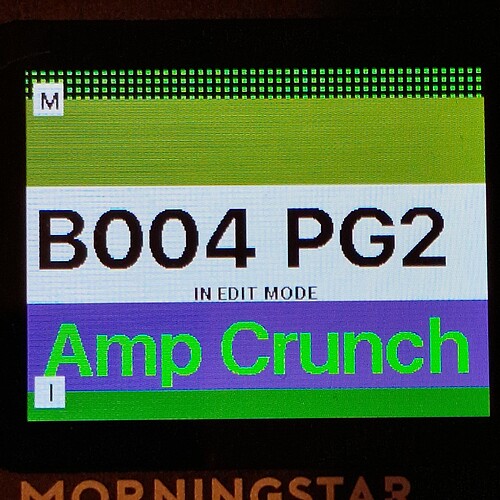 M
B004 PG2
IN EDIT MODE
Amp Crunch
I
MORNINGSTAR